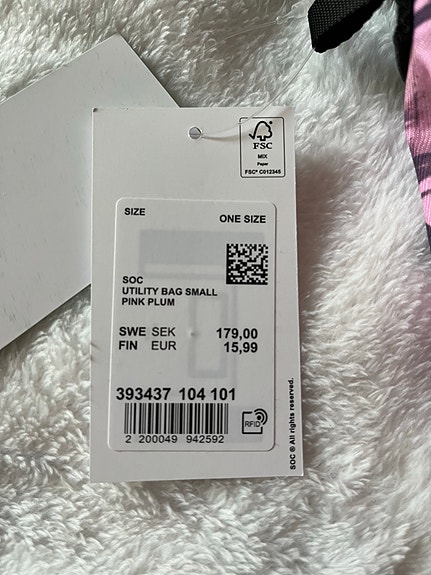 FSC
MIX
Paper
FSC® C012345
SIZE ONE SIZE
SOC
UTILITY BAG SMALL
PINK PLUM
SWE SEK 179,00
FIN EUR 15,99
393437 104 101
RFID
2 200049 942592
SOC © All rights reserved.